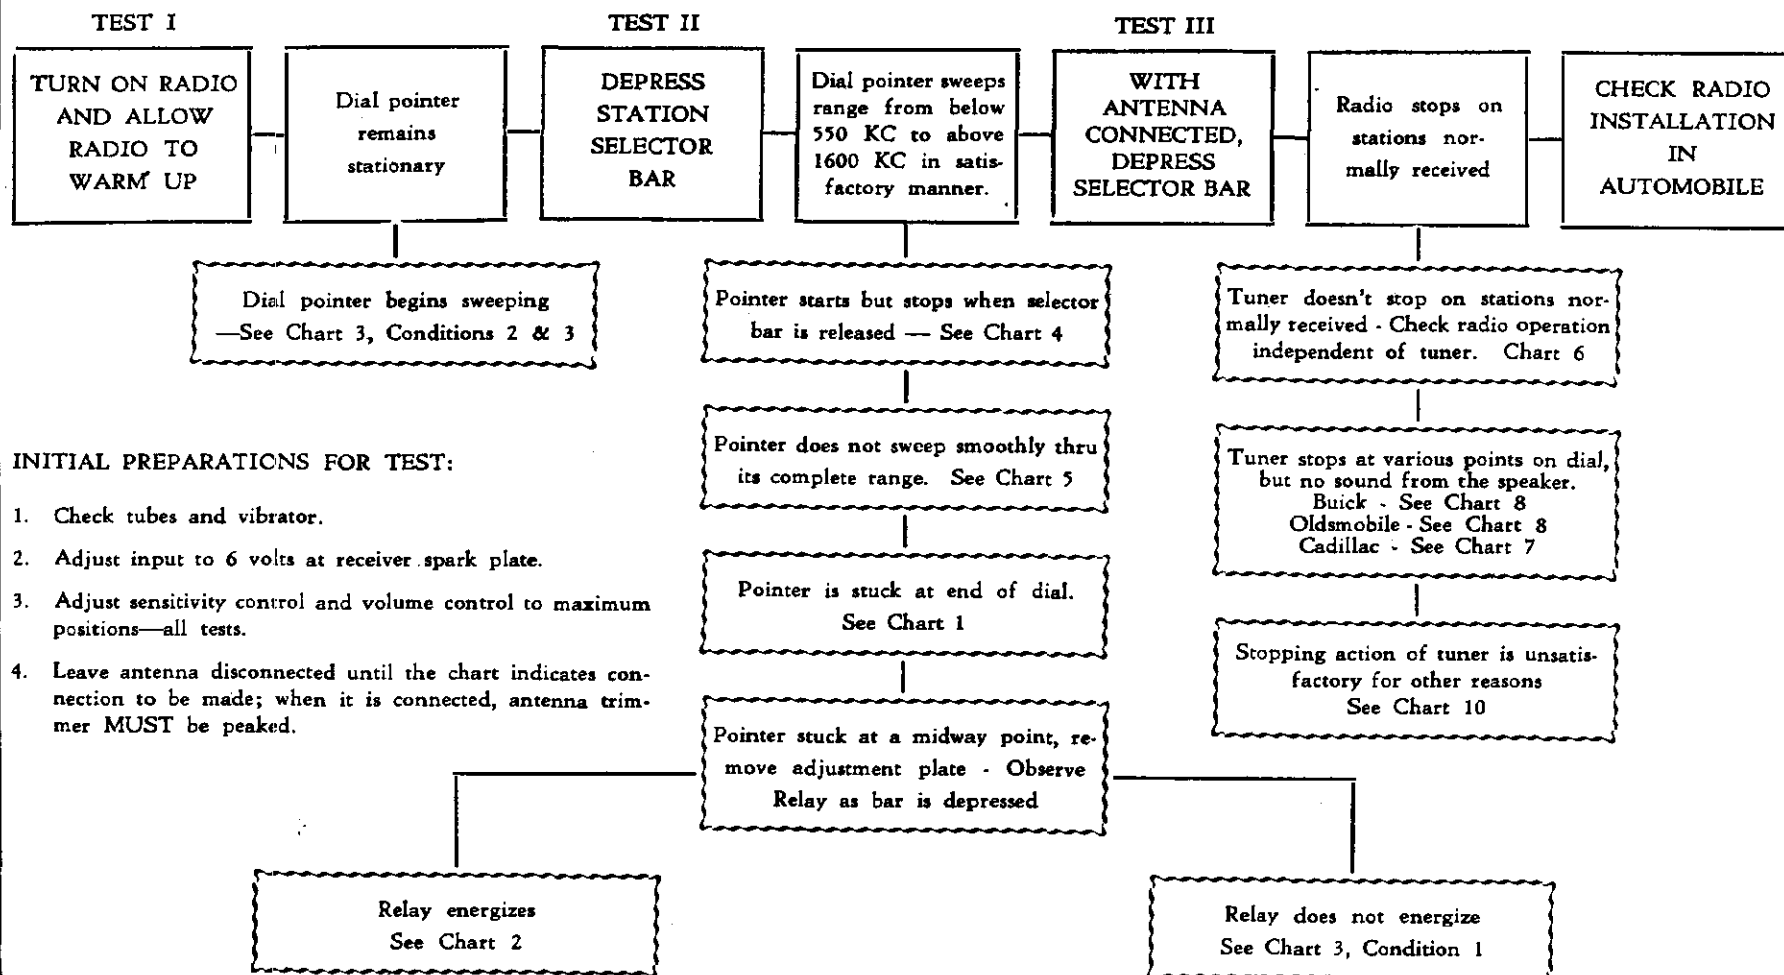 TEST I
TURN ON RADIO
AND ALLOW
RADIO TO
WARM UP
Dial pointer
remains
stationary
TEST II
DEPRESS
STATION
SELECTOR
BAR
Dial pointer sweeps
range from below
550 KC to above
1600 KC in satis-
factory manner.
TEST III
WITH
ANTENNA
CONNECTED,
DEPRESS
SELECTOR BAR
Radio stops on
stations nor-
mally received
CHECK RADIO
INSTALLATION
IN
AUTOMOBILE
Dial pointer begins sweeping
—See Chart 3, Conditions 2 & 3
Pointer starts but stops when selector
bar is released — See Chart 4
Pointer does not sweep smoothly thru
its complete range. See Chart 5
Pointer is stuck at end of dial.
See Chart 1
Pointer stuck at a midway point, re-
move adjustment plate - Observe
Relay as bar is depressed
Relay energizes
See Chart 2
Relay does not energize
See Chart 3, Condition 1
Tuner doesn't stop on stations nor-
mally received - Check radio operation
independent of tuner. Chart 6
Tuner stops at various points on dial,
but no sound from the speaker.
Buick - See Chart 8
Oldsmobile - See Chart 8
Cadillac - See Chart 7
Stopping action of tuner is unsatis-
factory for other reasons
See Chart 10
INITIAL PREPARATIONS FOR TEST:
1. Check tubes and vibrator.
2. Adjust input to 6 volts at receiver spark plate.
3. Adjust sensitivity control and volume control to maximum
positions—all tests.
4. Leave antenna disconnected until the chart indicates con-
nection to be made; when it is connected, antenna trim-
mer MUST be peaked.